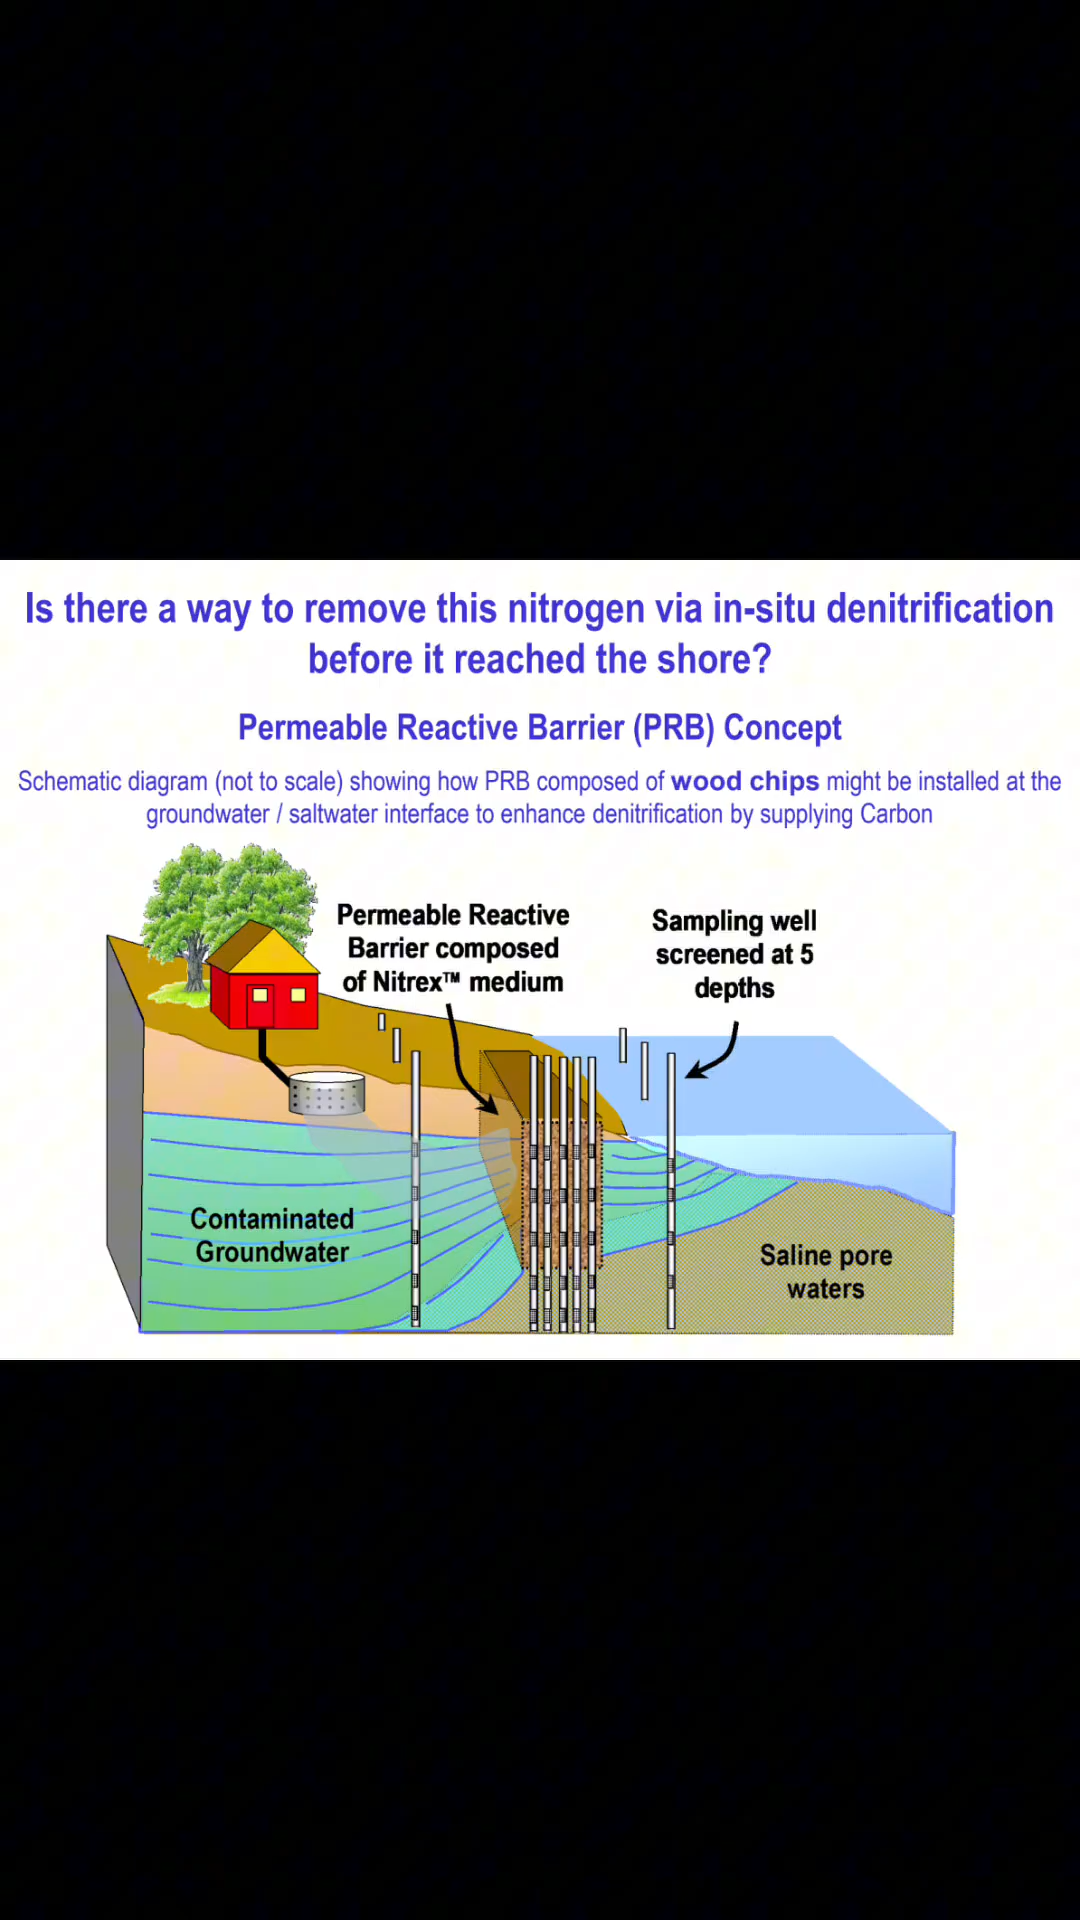 Is there a way to remove this nitrogen via in-situ denitrification
before it reached the shore?
Permeable Reactive Barrier (PRB) Concept
Schematic diagram (not to scale) showing how PRB composed of wood chips might be installed at the
groundwater / saltwater interface to enhance denitrification by supplying Carbon
Permeable Reactive
Barrier composed
of Nitrex™ medium
Sampling well
screened at 5
depths
Contaminated
Groundwater
Saline pore
waters